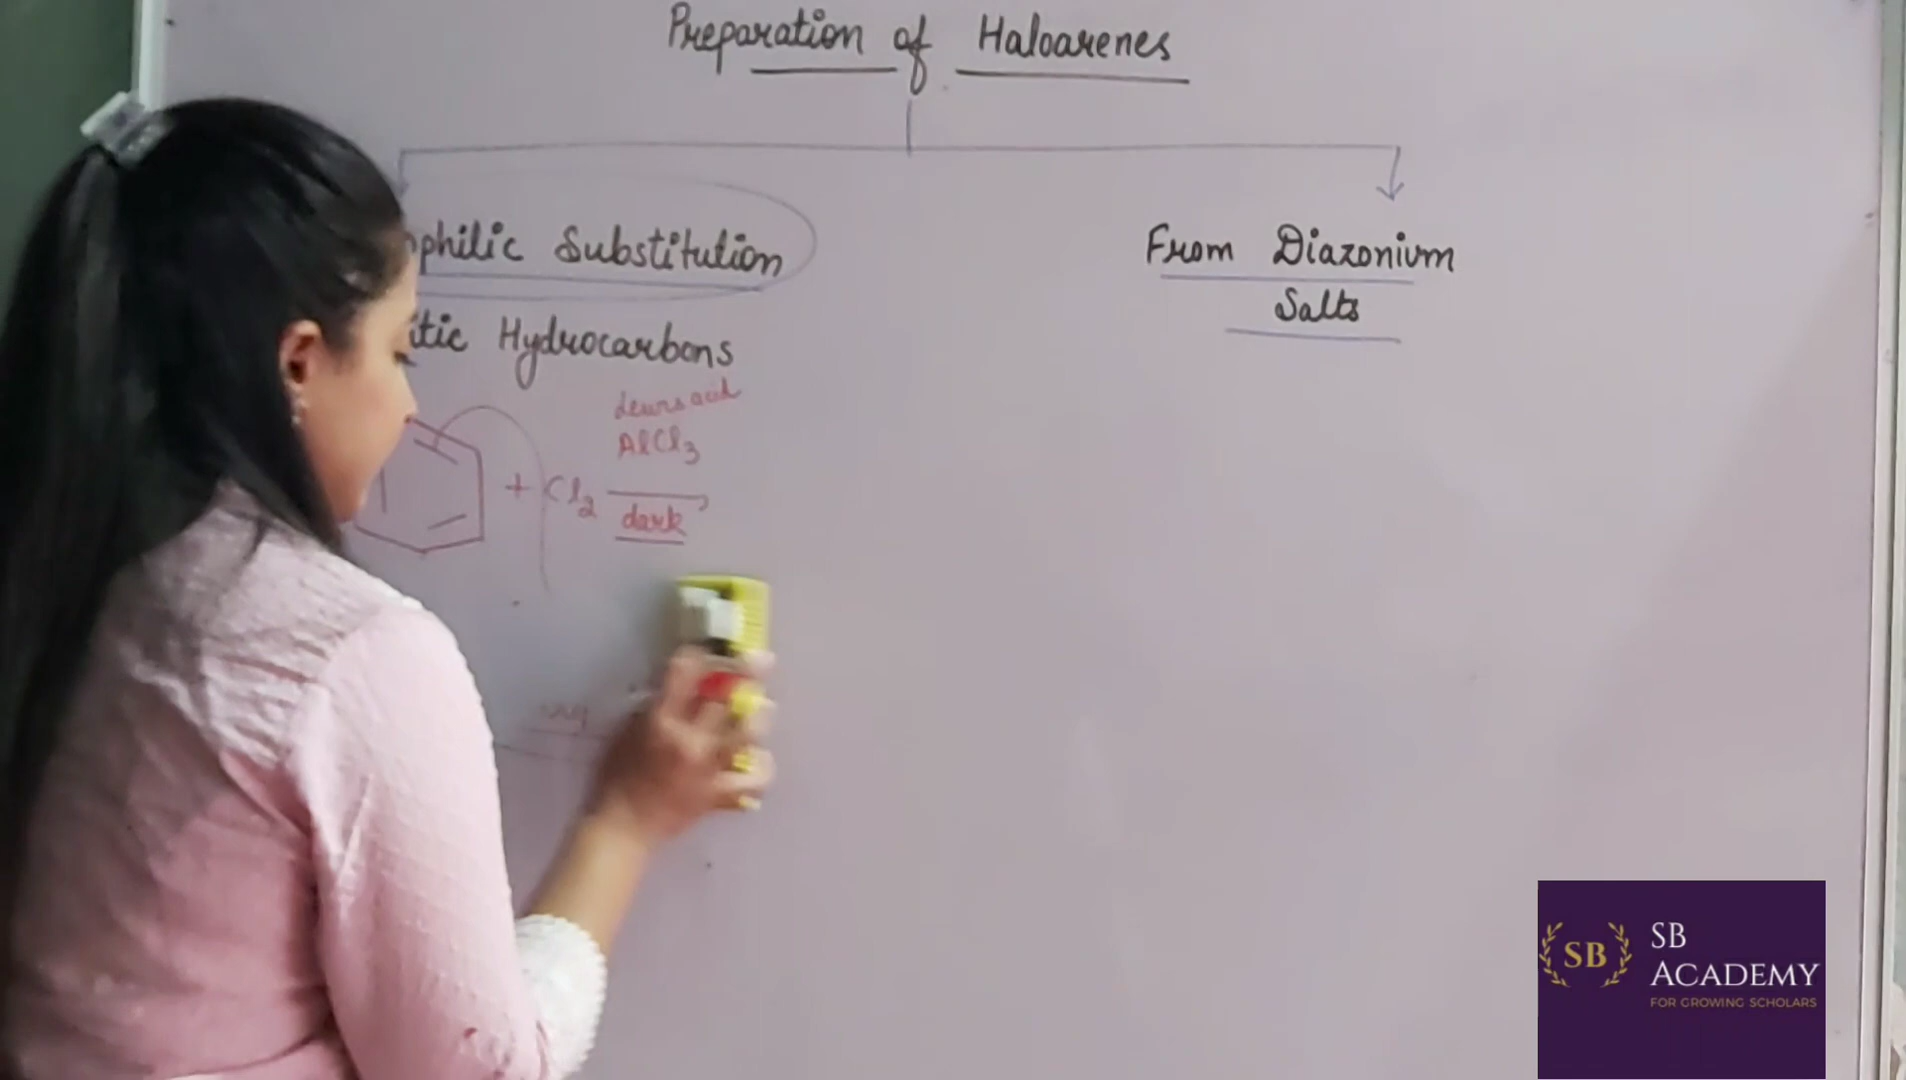 Preparation of Haloarenes
philic Substitution
From Diazonium
Salts
tic Hydrocarbons
Lewis acid
AlCl3
+ Cl2
dark
SB
SB
ACADEMY
FOR GROWING SCHOLARS